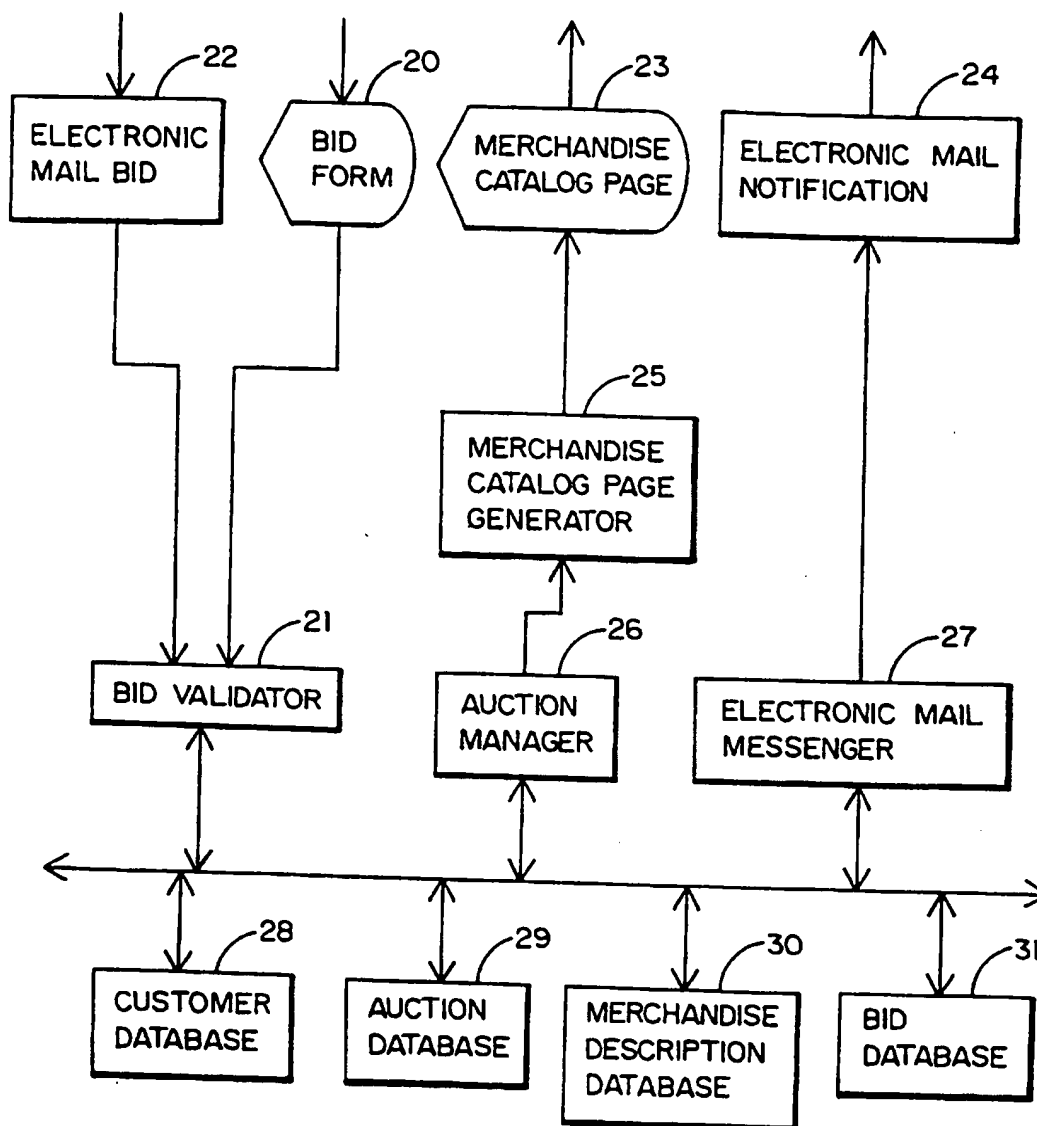 22
20
23
24
ELECTRONIC
MAIL BID
BID
FORM
MERCHANDISE
CATALOG PAGE
ELECTRONIC MAIL
NOTIFICATION
25
MERCHANDISE
CATALOG PAGE
GENERATOR
21
BID VALIDATOR
26
AUCTION
MANAGER
27
ELECTRONIC MAIL
MESSENGER
28
CUSTOMER
DATABASE
29
AUCTION
DATABASE
30
MERCHANDISE
DESCRIPTION
DATABASE
31
BID
DATABASE